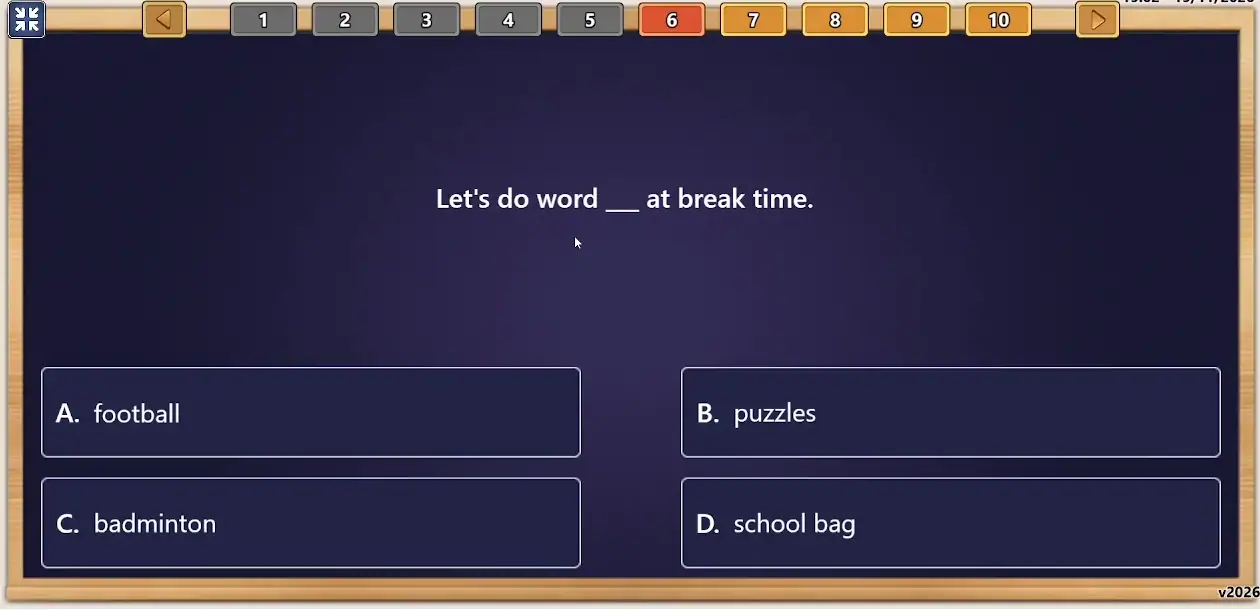 1 2 3 4 5 6 7 8 9 10
Let's do word ___ at break time.
A. football
B. puzzles
C. badminton
D. school bag
v2026